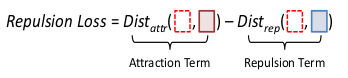 Repulsion Loss = Dist_attr( , ) − Dist_rep( , )
Attraction Term Repulsion Term